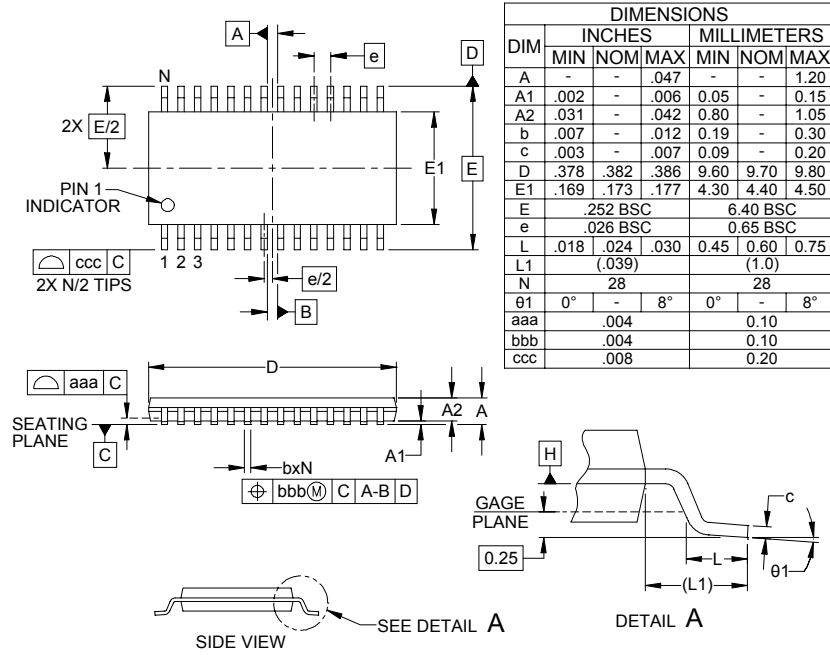 A
e
D
N
2X E/2
E1
E
PIN 1
INDICATOR
ccc C
1 2 3
2X N/2 TIPS
e/2
B
DIMENSIONS
DIM INCHES MILLIMETERS
MIN NOM MAX MIN NOM MAX
A - - .047 - - 1.20
A1 .002 - .006 0.05 - 0.15
A2 .031 - .042 0.80 - 1.05
b .007 - .012 0.19 - 0.30
c .003 - .007 0.09 - 0.20
D .378 .382 .386 9.60 9.70 9.80
E1 .169 .173 .177 4.30 4.40 4.50
E .252 BSC 6.40 BSC
e .026 BSC 0.65 BSC
L .018 .024 .030 0.45 0.60 0.75
L1 (.039) (1.0)
N 28 28
θ1 0° - 8° 0° - 8°
aaa .004 0.10
bbb .004 0.10
ccc .008 0.20
D
aaa C
A2 A
SEATING
PLANE
C
A1
bxN
bbb Ⓜ C A-B D
H
GAGE
PLANE
0.25
c
L
(L1)
θ1
DETAIL A
SEE DETAIL A
SIDE VIEW